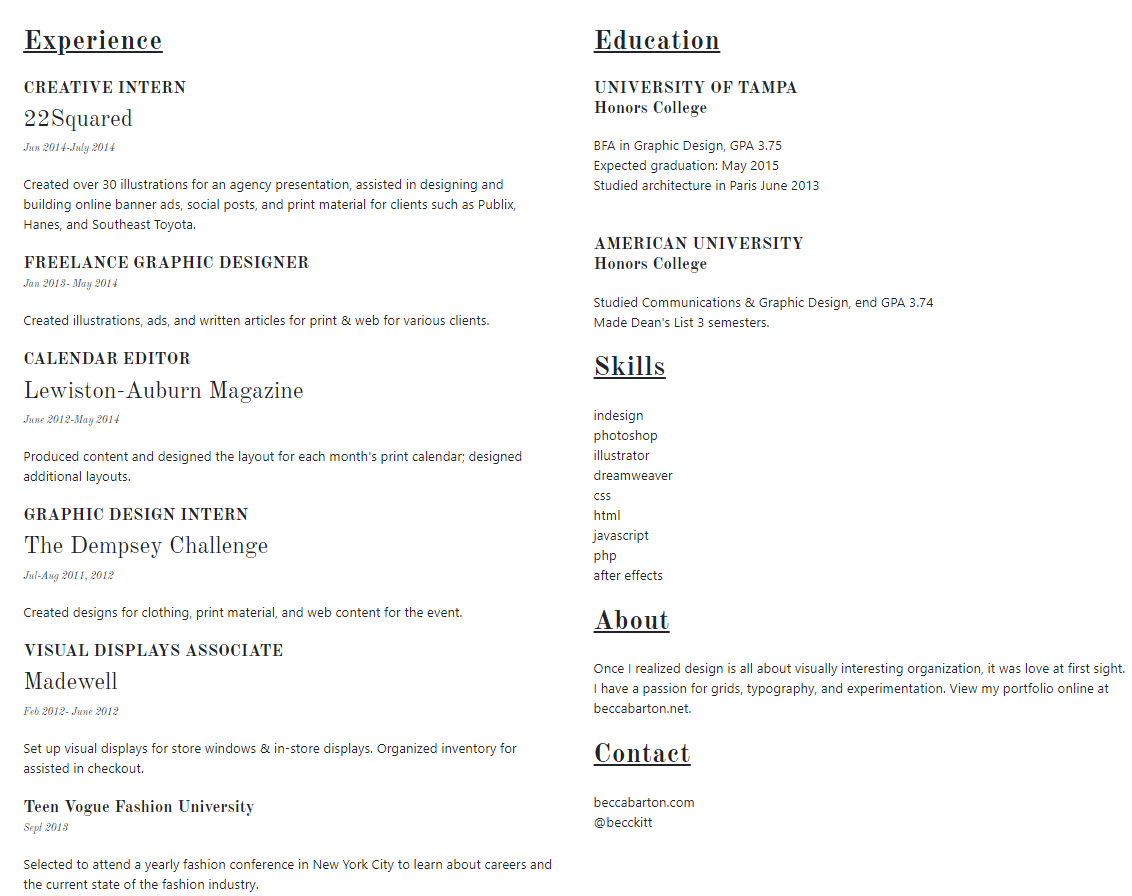 Experience
CREATIVE INTERN
22Squared
Jun 2014-July 2014
Created over 30 illustrations for an agency presentation, assisted in designing and
building online banner ads, social posts, and print material for clients such as Publix,
Hanes, and Southeast Toyota.
FREELANCE GRAPHIC DESIGNER
Jan 2013- May 2014
Created illustrations, ads, and written articles for print & web for various clients.
CALENDAR EDITOR
Lewiston-Auburn Magazine
June 2012-May 2014
Produced content and designed the layout for each month's print calendar; designed
additional layouts.
GRAPHIC DESIGN INTERN
The Dempsey Challenge
Jul-Aug 2011, 2012
Created designs for clothing, print material, and web content for the event.
VISUAL DISPLAYS ASSOCIATE
Madewell
Feb 2012- June 2012
Set up visual displays for store windows & in-store displays. Organized inventory for
assisted in checkout.
Teen Vogue Fashion University
Sept 2013
Selected to attend a yearly fashion conference in New York City to learn about careers and
the current state of the fashion industry.
Education
UNIVERSITY OF TAMPA
Honors College
BFA in Graphic Design, GPA 3.75
Expected graduation: May 2015
Studied architecture in Paris June 2013
AMERICAN UNIVERSITY
Honors College
Studied Communications & Graphic Design, end GPA 3.74
Made Dean's List 3 semesters.
Skills
indesign
photoshop
illustrator
dreamweaver
css
html
javascript
php
after effects
About
Once I realized design is all about visually interesting organization, it was love at first sight.
I have a passion for grids, typography, and experimentation. View my portfolio online at
beccabarton.net.
Contact
beccabarton.com
@becckitt